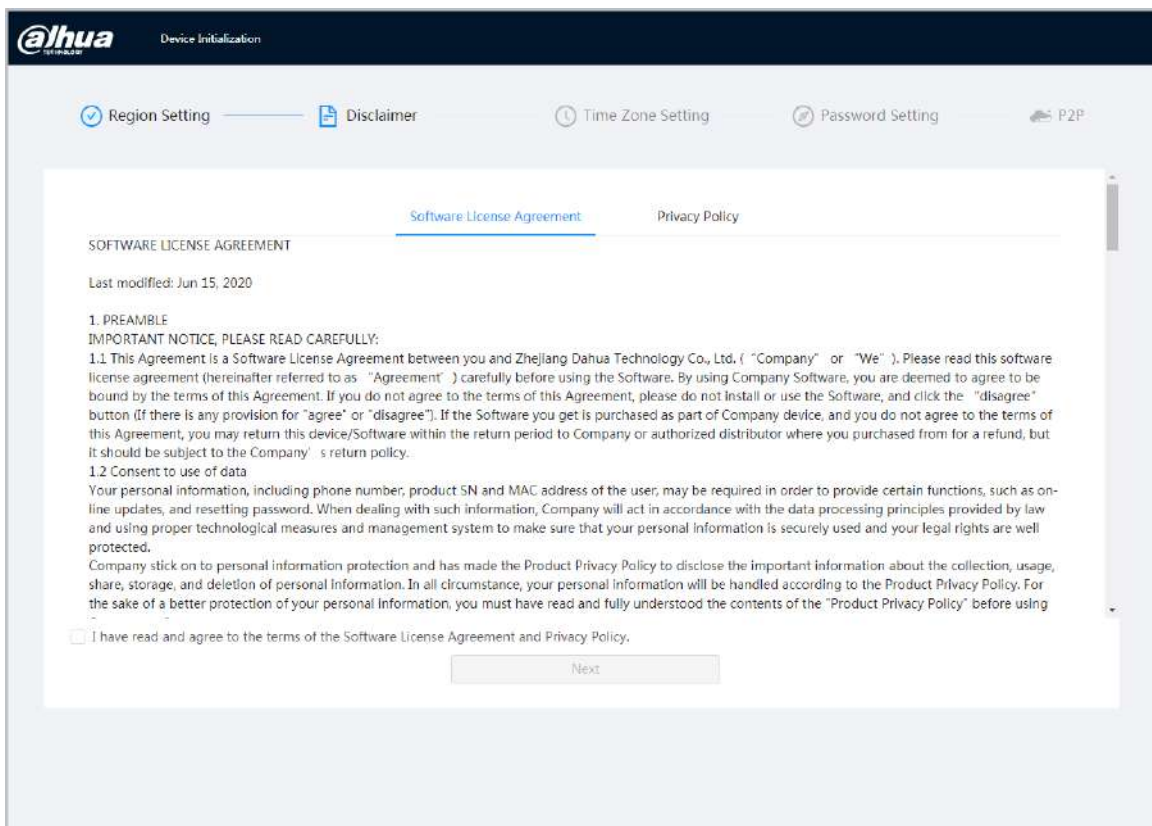 alhua
TECHNOLOGY
Device Initialization
Region Setting
Disclaimer
Time Zone Setting
Password Setting
P2P
Software License Agreement
Privacy Policy
SOFTWARE LICENSE AGREEMENT
Last modified: Jun 15, 2020
1. PREAMBLE
IMPORTANT NOTICE, PLEASE READ CAREFULLY:
1.1 This Agreement is a Software License Agreement between you and Zhejiang Dahua Technology Co., Ltd. ( "Company" or "We" ). Please read this software
license agreement (hereinafter referred to as "Agreement" ) carefully before using the Software. By using Company Software, you are deemed to agree to be
bound by the terms of this Agreement. If you do not agree to the terms of this Agreement, please do not install or use the Software, and click the "disagree"
button (If there is any provision for "agree" or "disagree"). If the Software you get is purchased as part of Company device, and you do not agree to the terms of
this Agreement, you may return this device/Software within the return period to Company or authorized distributor where you purchased from for a refund, but
it should be subject to the Company' s return policy.
1.2 Consent to use of data
Your personal information, including phone number, product SN and MAC address of the user, may be required in order to provide certain functions, such as on-
line updates, and resetting password. When dealing with such information, Company will act in accordance with the data processing principles provided by law
and using proper technological measures and management system to make sure that your personal information is securely used and your legal rights are well
protected.
Company stick on to personal information protection and has made the Product Privacy Policy to disclose the important information about the collection, usage,
share, storage, and deletion of personal information. In all circumstance, your personal information will be handled according to the Product Privacy Policy. For
the sake of a better protection of your personal information, you must have read and fully understood the contents of the "Product Privacy Policy" before using
I have read and agree to the terms of the Software License Agreement and Privacy Policy.
Next